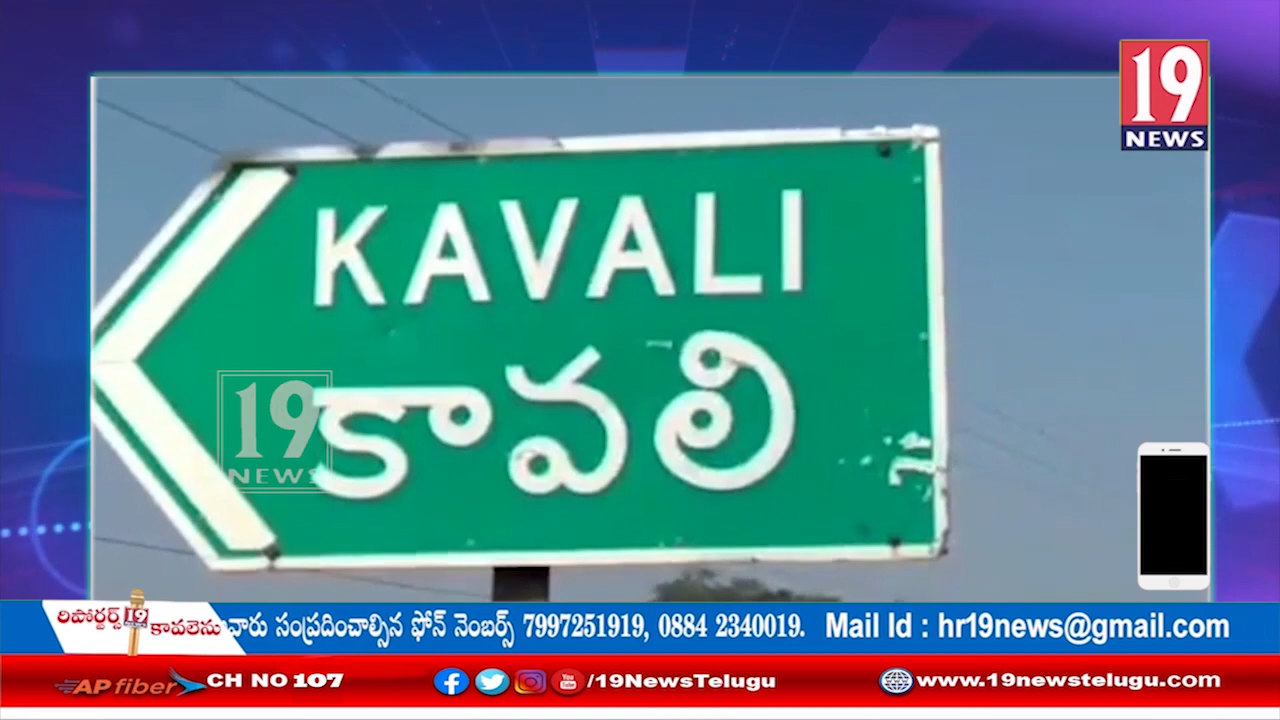 19
NEWS
KAVALI
కావలి
19
NEWS
రిపోర్టర్స్ 19 కావలెను
వారు సంప్రదించాల్సిన ఫోన్ నెంబర్స్ 7997251919, 0884 2340019. Mail Id : hr19news@gmail.com
AP fiber CH NO 107 /19NewsTelugu www.19newstelugu.com